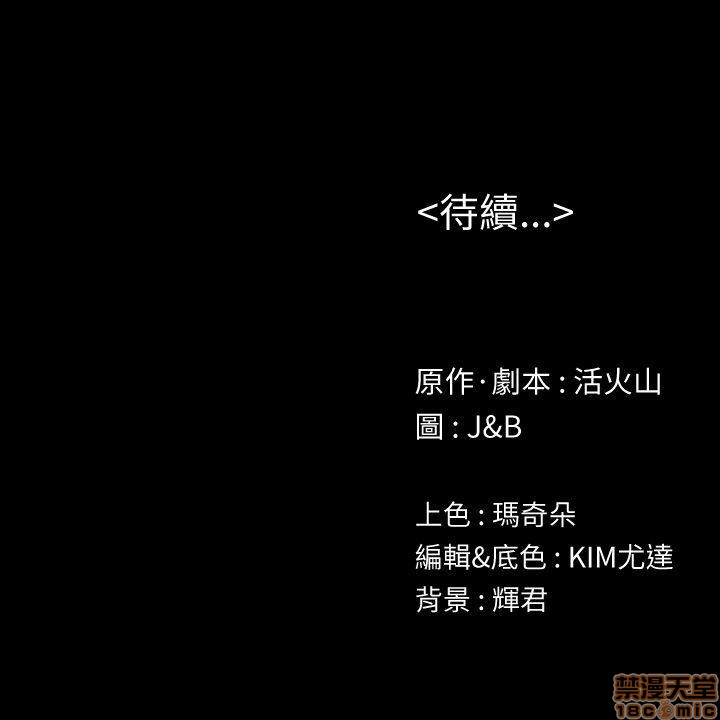 <待續...>
原作·劇本 : 活火山
圖 : J&B
上色 : 瑪奇朵
編輯&底色 : KIM尤達
背景 : 輝君
禁漫天堂
18COMIC